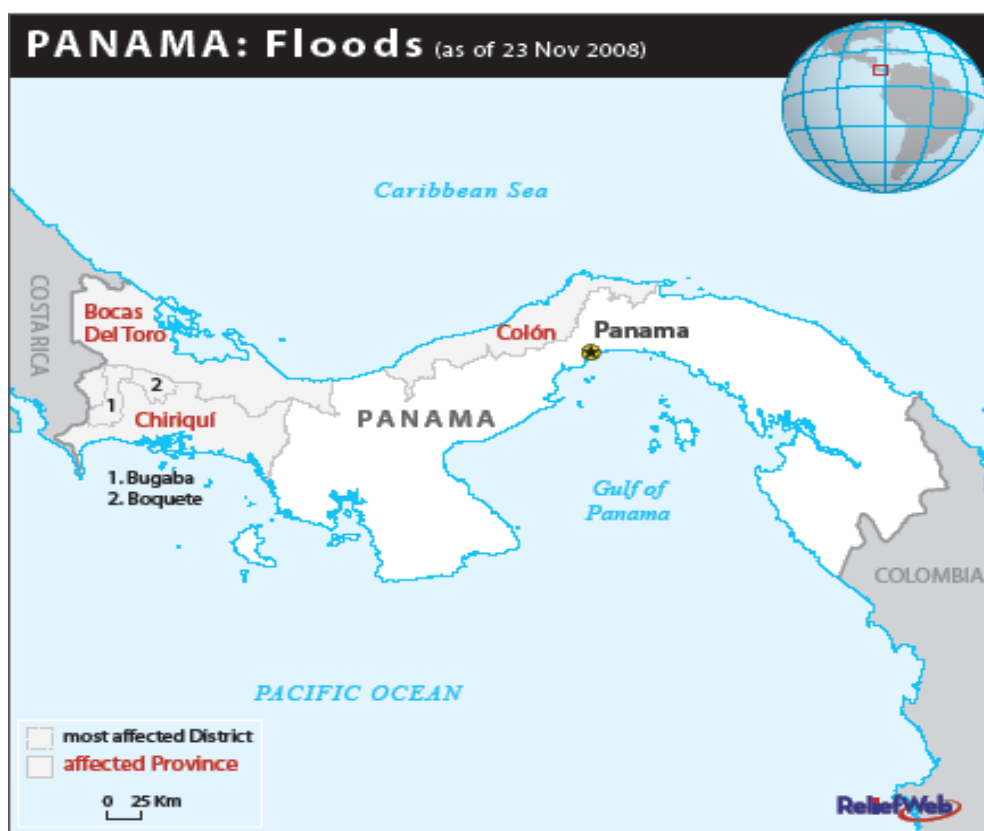 PANAMA: Floods (as of 23 Nov 2008)
Caribbean Sea
COSTA RICA
Bocas
Del Toro
Colón
Panama
2
1
Chiriquí
PANAMA
1. Bugaba
2. Boquete
Gulf of
Panama
COLOMBIA
PACIFIC OCEAN
most affected District
affected Province
0 25 Km
ReliefWeb